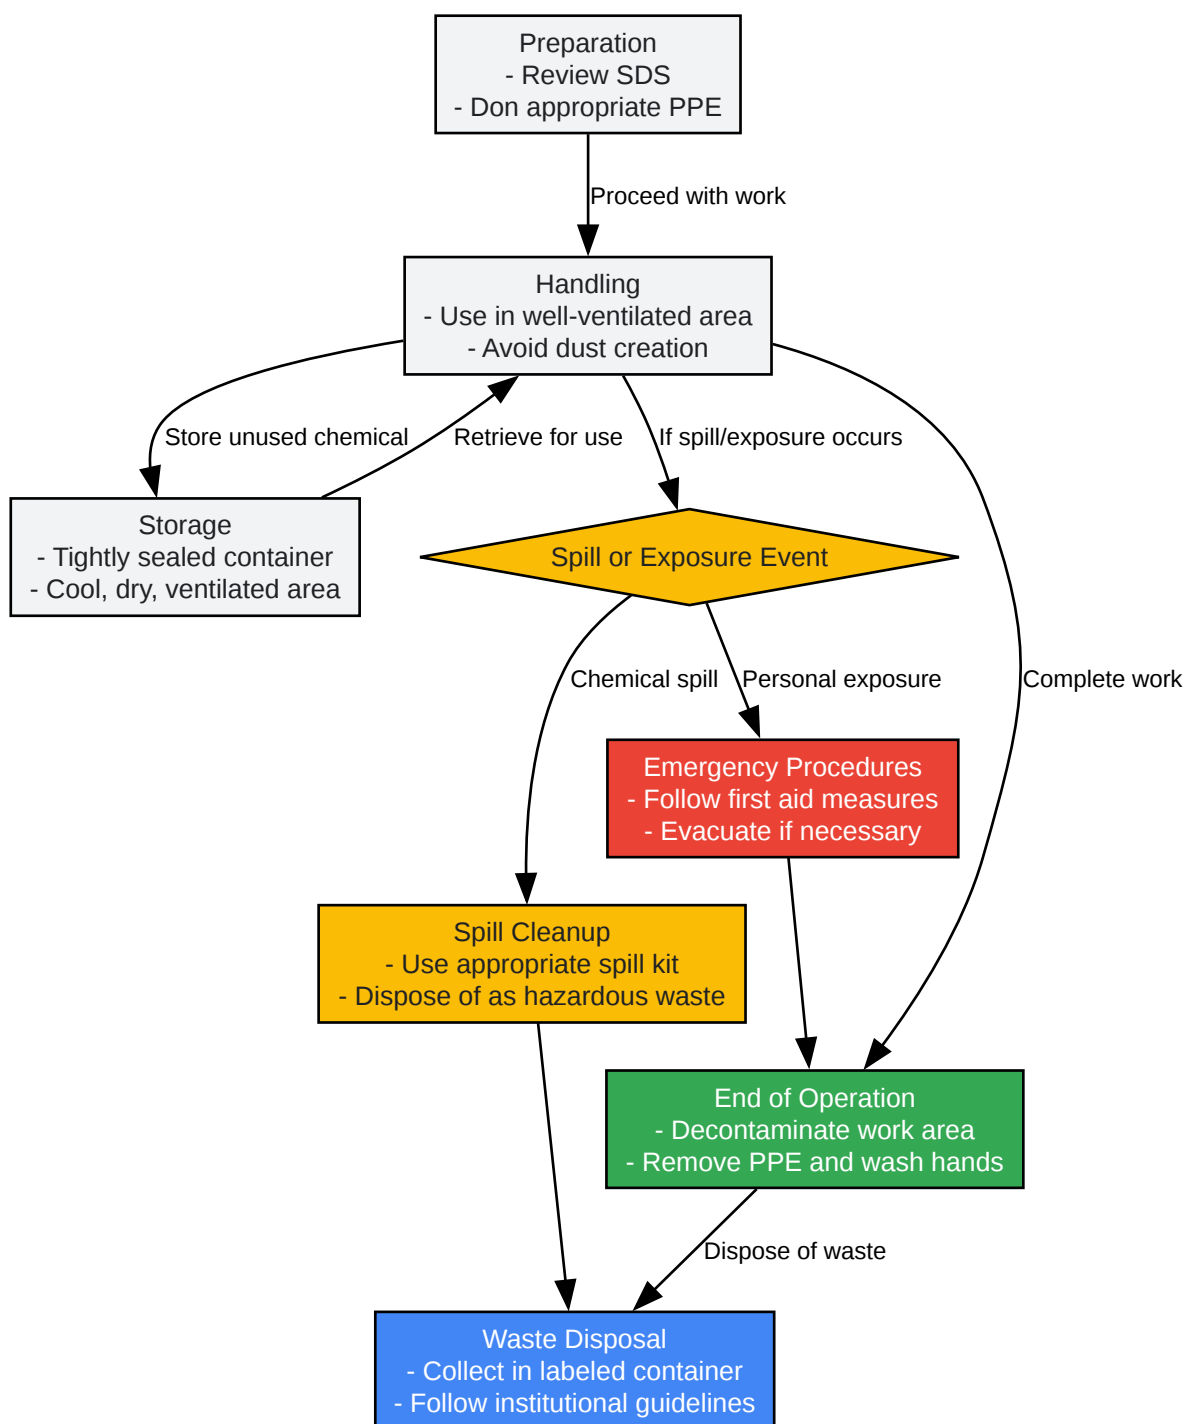 Preparation
- Review SDS
- Don appropriate PPE
Proceed with work
Handling
- Use in well-ventilated area
- Avoid dust creation
Store unused chemical
Retrieve for use
If spill/exposure occurs
Storage
- Tightly sealed container
- Cool, dry, ventilated area
Spill or Exposure Event
Chemical spill
Personal exposure
Complete work
Emergency Procedures
- Follow first aid measures
- Evacuate if necessary
Spill Cleanup
- Use appropriate spill kit
- Dispose of as hazardous waste
End of Operation
- Decontaminate work area
- Remove PPE and wash hands
Dispose of waste
Waste Disposal
- Collect in labeled container
- Follow institutional guidelines